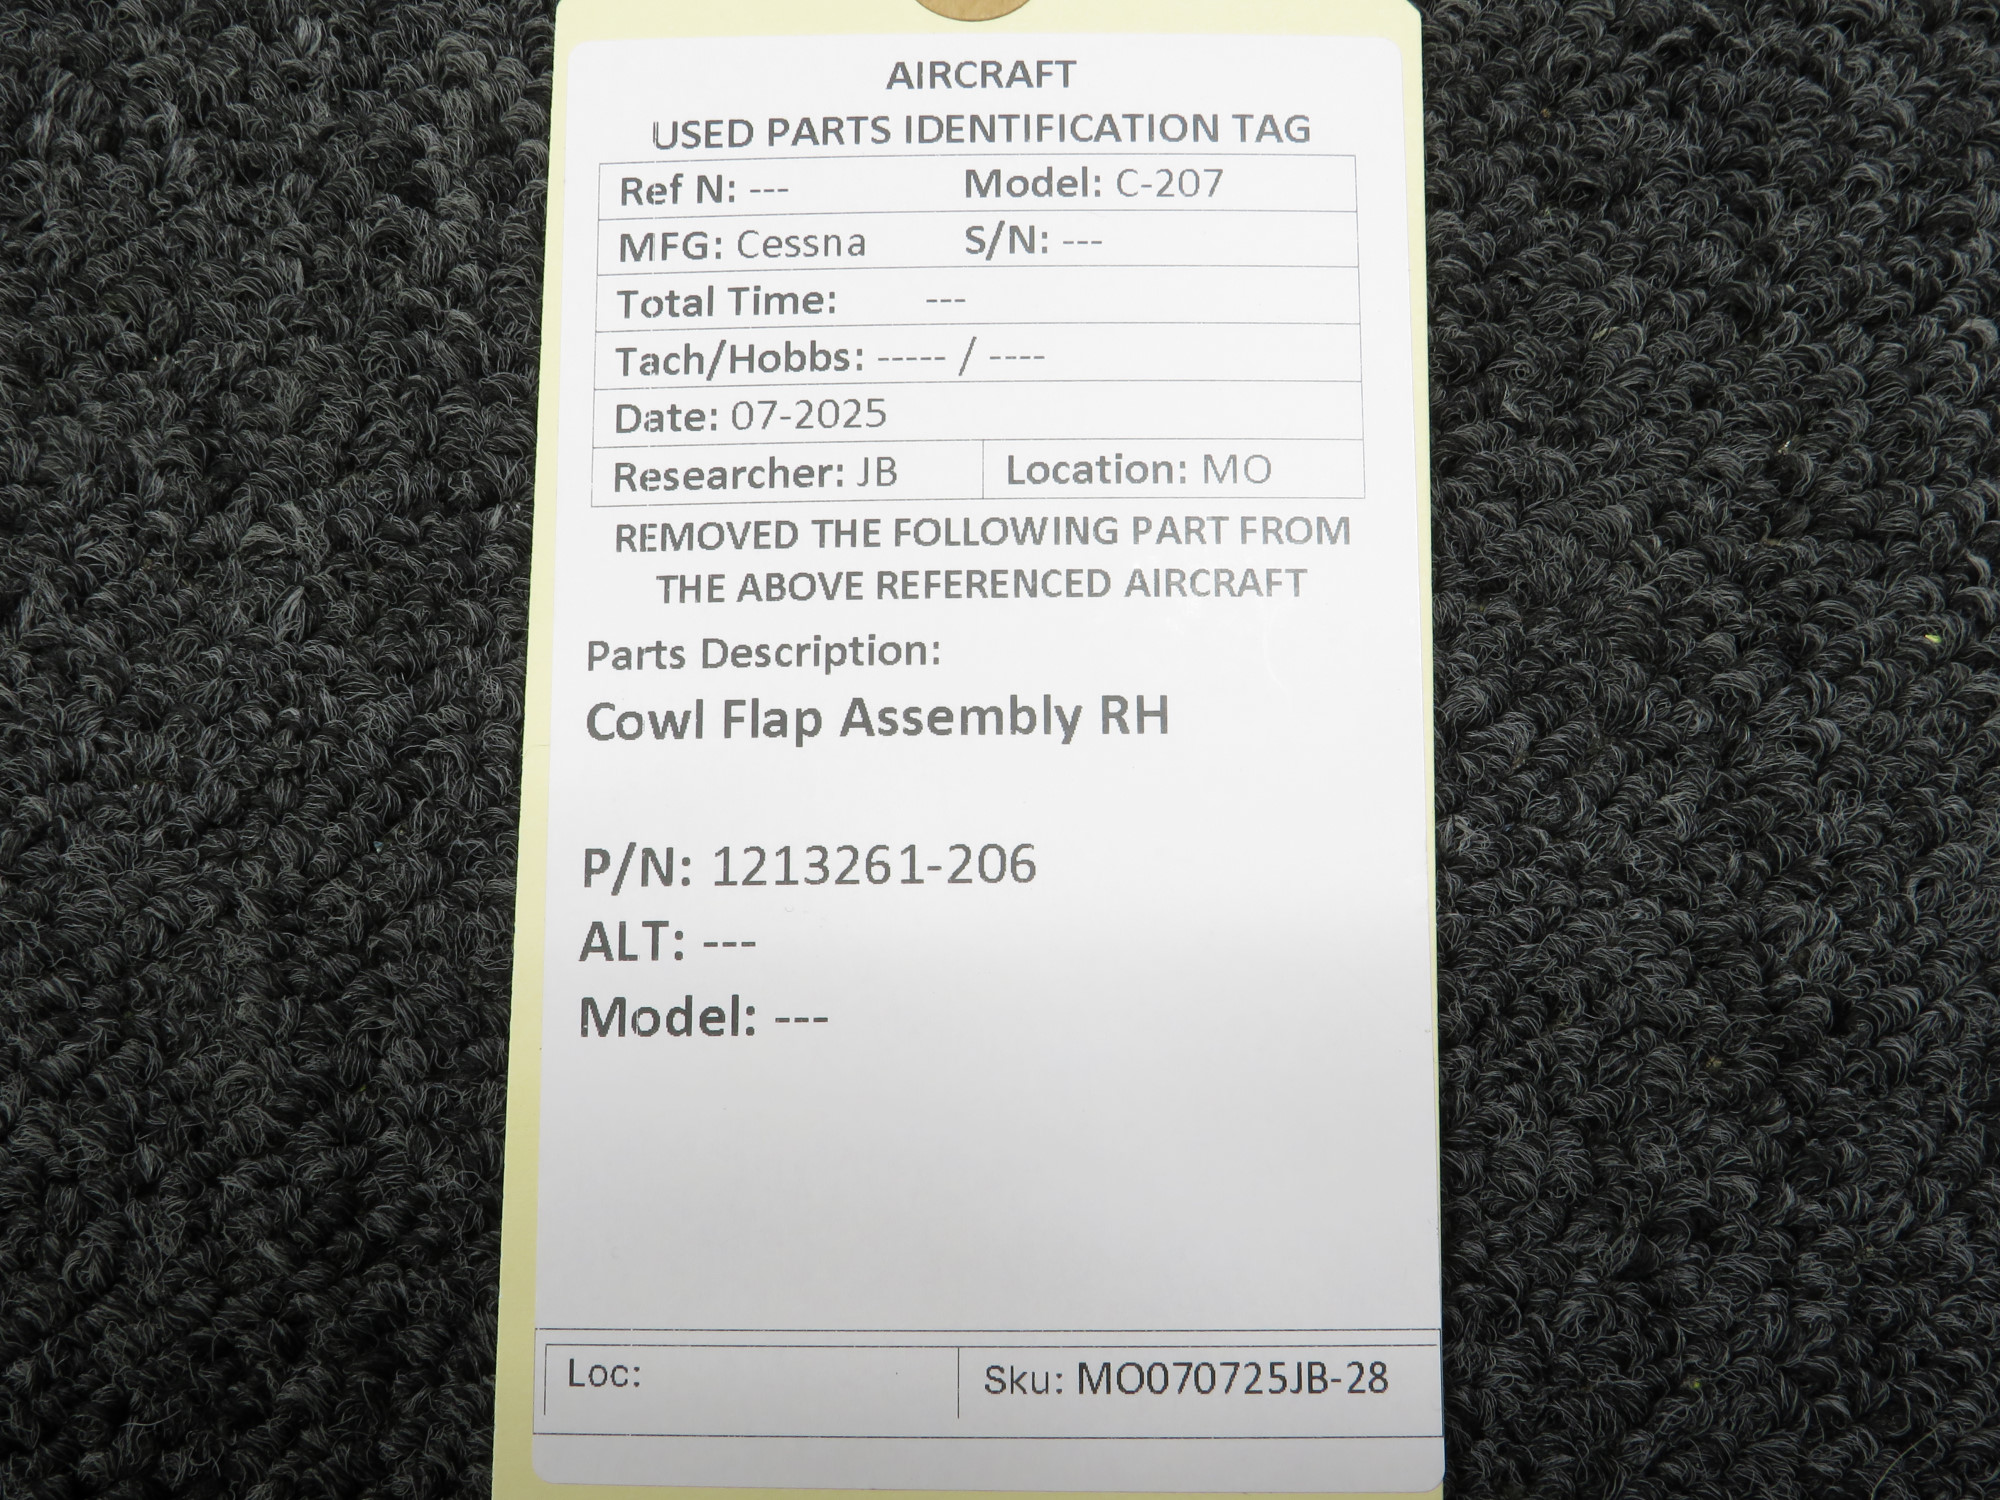 AIRCRAFT
USED PARTS IDENTIFICATION TAG
Ref N: --- Model: C-207
MFG: Cessna S/N: ---
Total Time: ---
Tach/Hobbs: ----- / ----
Date: 07-2025
Researcher: JB Location: MO
REMOVED THE FOLLOWING PART FROM
THE ABOVE REFERENCED AIRCRAFT
Parts Description:
Cowl Flap Assembly RH
P/N: 1213261-206
ALT: ---
Model: ---
Loc: Sku: MO070725JB-28